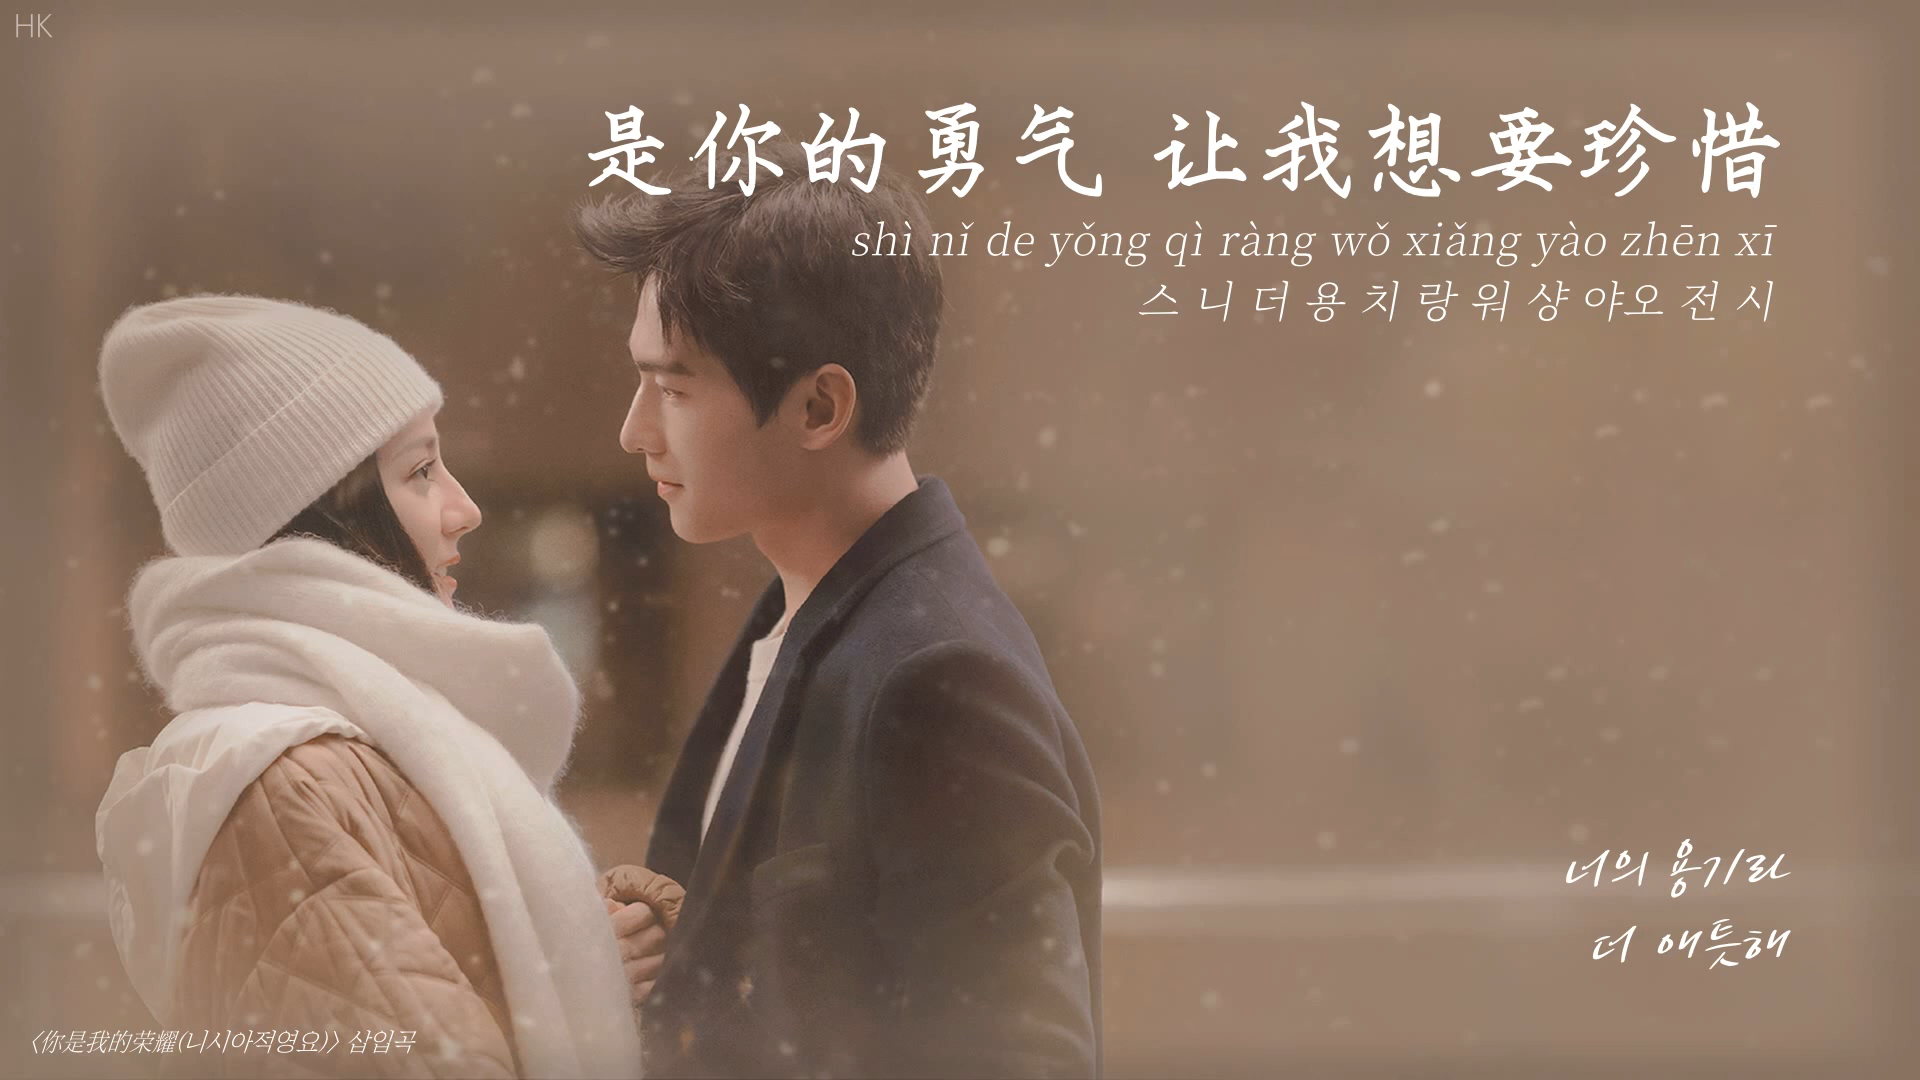 HK
是你的勇气 让我想要珍惜
shì nǐ de yǒng qì ràng wǒ xiǎng yào zhēn xī
스 니 더 용 치 랑 워 샹 야오 전 시
너의 용기라
더 애틋해
〈你是我的荣耀(니시아적영요)〉 삽입곡